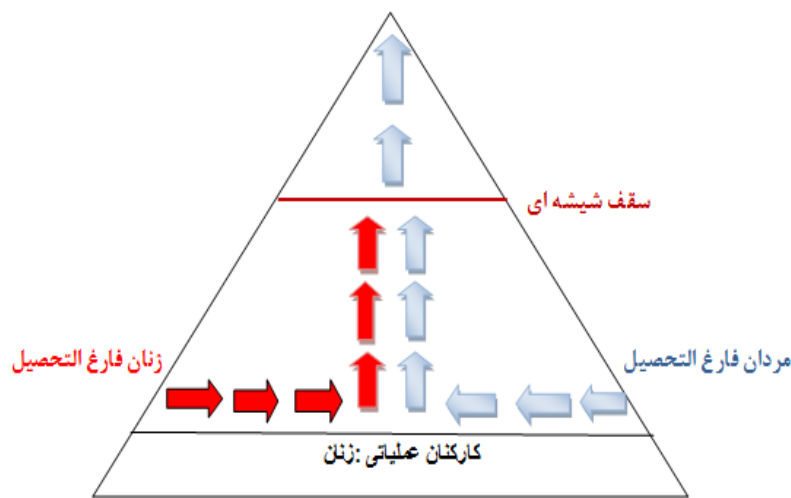 سقف شیشه ای
مردان فارغ التحصیل
زنان فارغ التحصیل
کارکنان عملیاتی :زنان